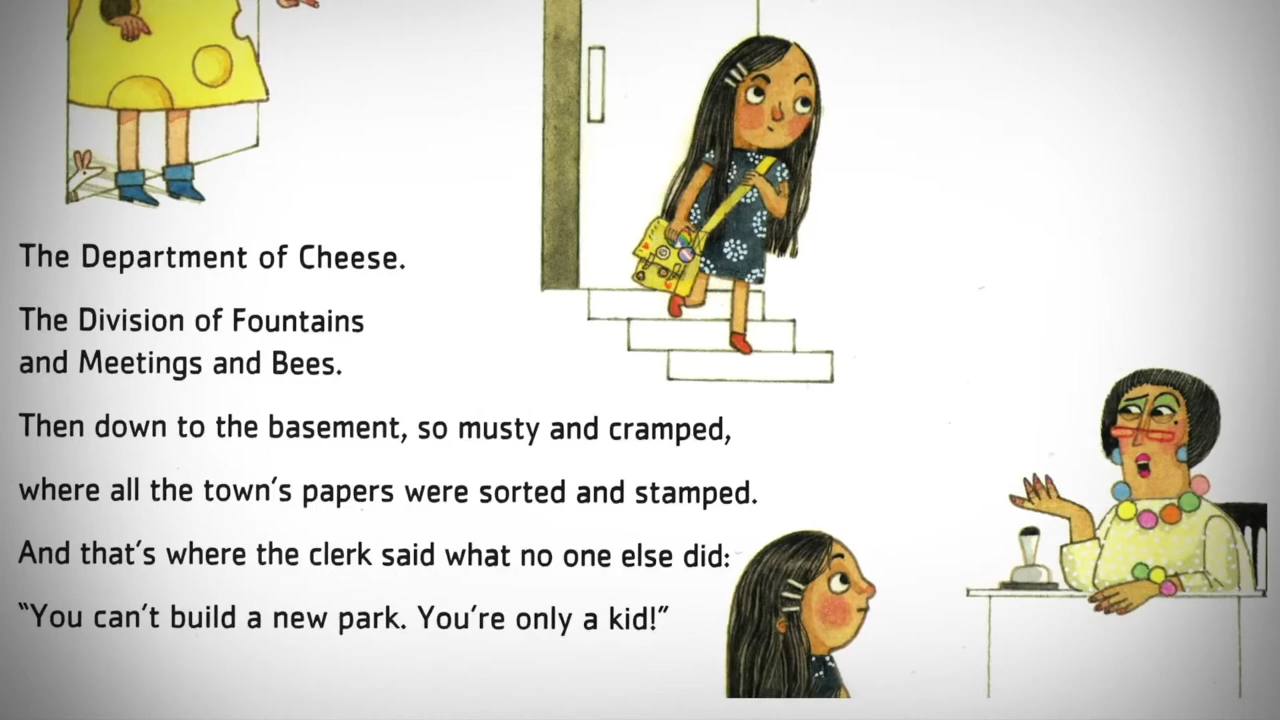 The Department of Cheese.
The Division of Fountains
and Meetings and Bees.
Then down to the basement, so musty and cramped,
where all the town's papers were sorted and stamped.
And that's where the clerk said what no one else did:
“You can't build a new park. You're only a kid!”